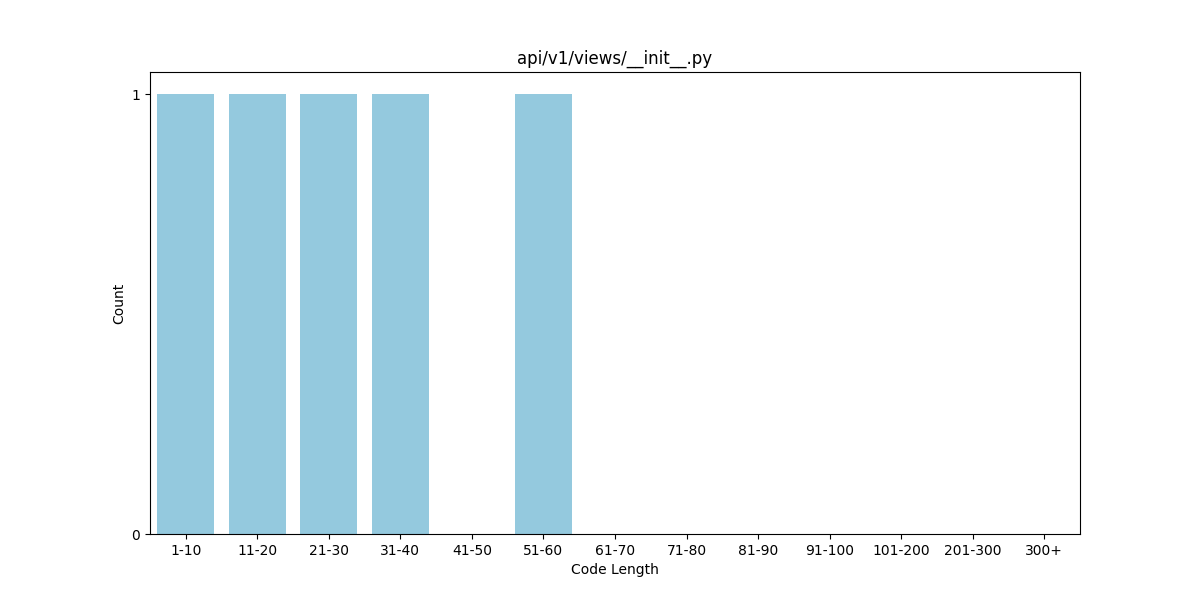 api/v1/views/__init__.py
1
0
Count
1-10 11-20 21-30 31-40 41-50 51-60 61-70 71-80 81-90 91-100 101-200 201-300 300+
Code Length